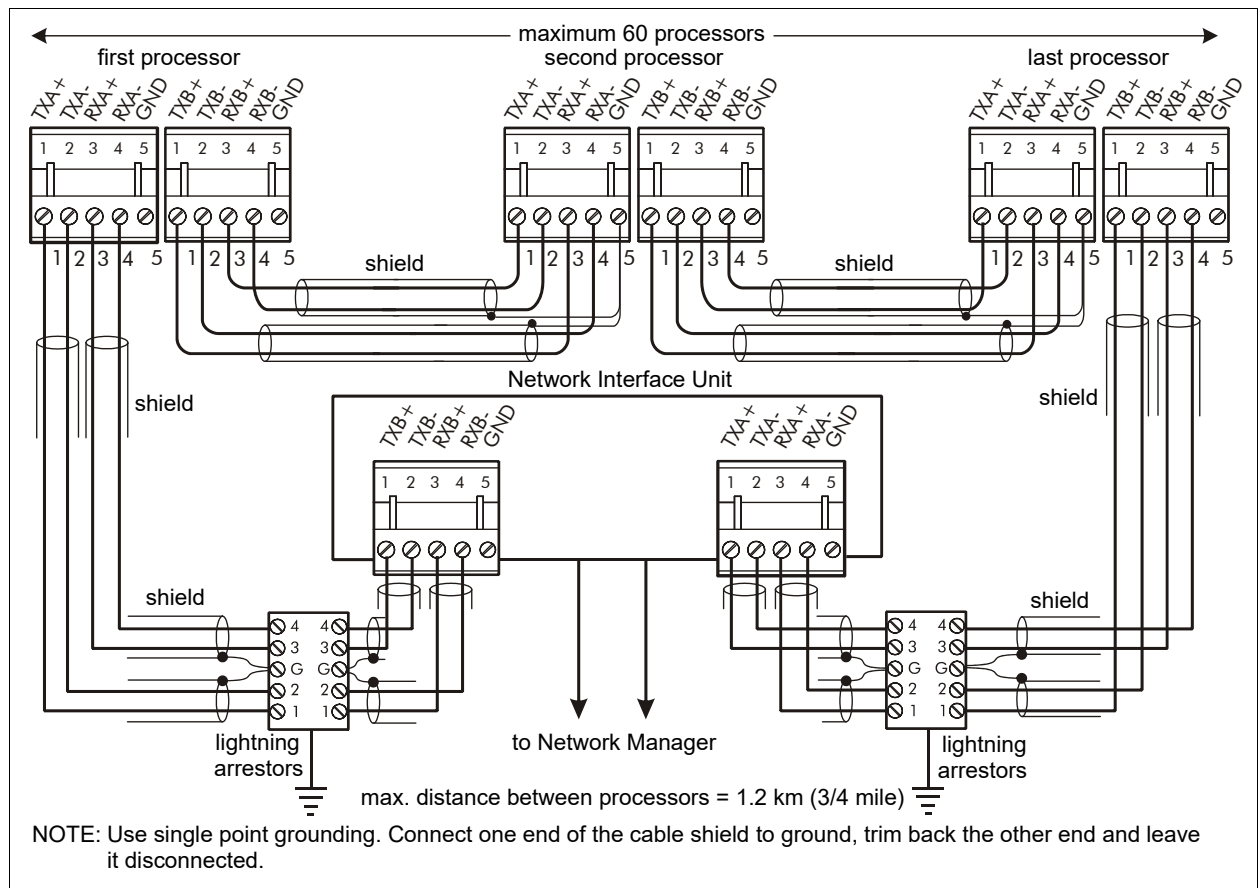 maximum 60 processors
first processor
second processor
last processor
TXA+ TXA- RXA+ RXA- GND
TXB+ TXB- RXB+ RXB- GND
TXA+ TXA- RXA+ RXA- GND
TXB+ TXB- RXB+ RXB- GND
TXA+ TXA- RXA+ RXA- GND
TXB+ TXB- RXB+ RXB- GND
1 2 3 4 5
1 2 3 4 5
1 2 3 4 5
1 2 3 4 5
1 2 3 4 5
1 2 3 4 5
1 2 3 4 5
1 2 3 4 5
1 2 3 4 5
1 2 3 4 5
1 2 3 4 5
1 2 3 4 5
shield
shield
shield
shield
Network Interface Unit
TXB+ TXB- RXB+ RXB- GND
TXA+ TXA- RXA+ RXA- GND
1 2 3 4 5
1 2 3 4 5
shield
shield
4 4
3 3
G G
2 2
1 1
4 4
3 3
G G
2 2
1 1
lightning
arrestors
to Network Manager
lightning
arrestors
max. distance between processors = 1.2 km (3/4 mile)
NOTE: Use single point grounding. Connect one end of the cable shield to ground, trim back the other end and leave
it disconnected.